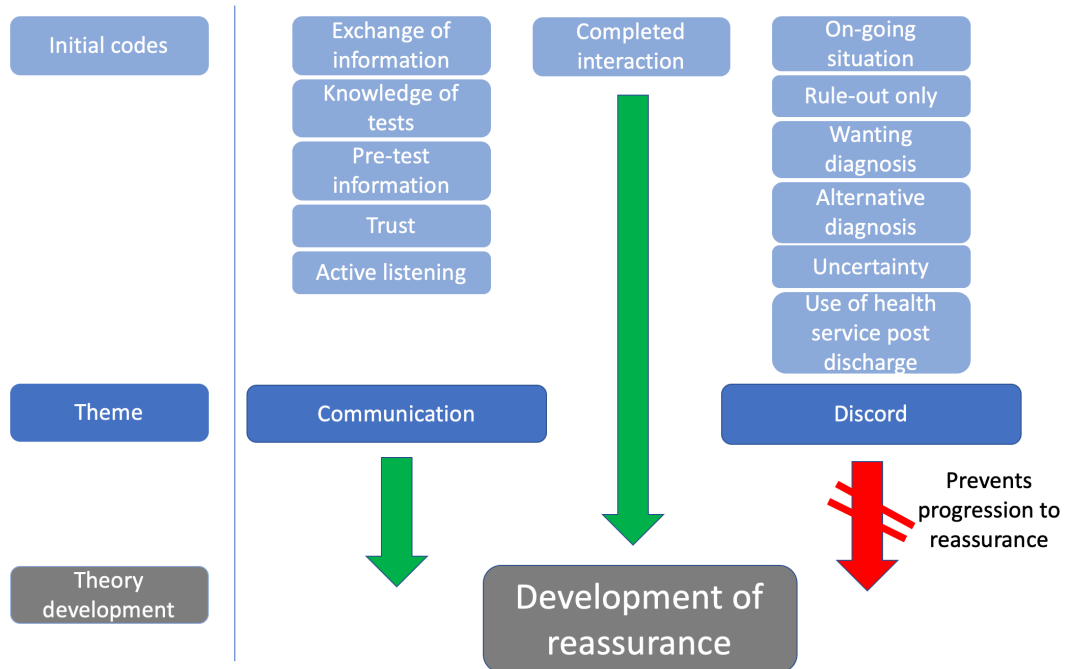 Initial codes
Exchange of
information
Knowledge of
tests
Pre-test
information
Trust
Active listening
Completed
interaction
On-going
situation
Rule-out only
Wanting
diagnosis
Alternative
diagnosis
Uncertainty
Use of health
service post
discharge
Theme
Communication
Discord
Prevents
progression to
reassurance
Theory
development
Development of
reassurance